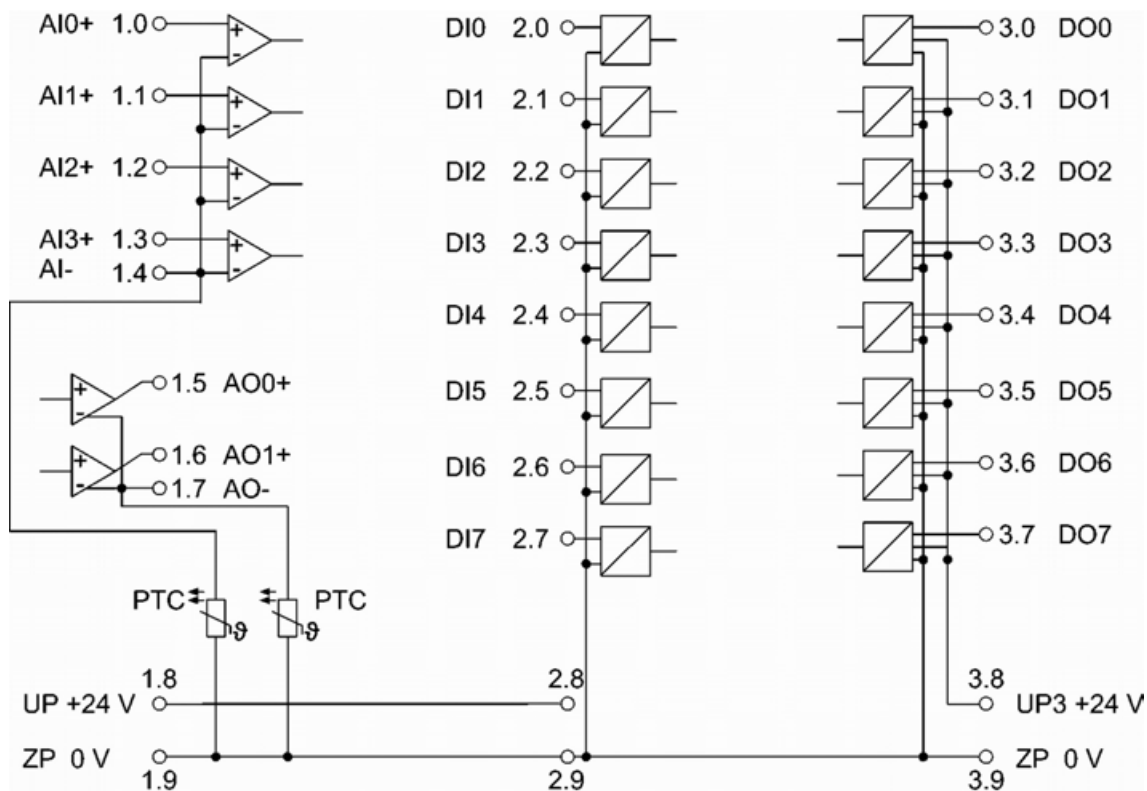 AI0+ 1.0
AI1+ 1.1
AI2+ 1.2
AI3+ 1.3
AI- 1.4
1.5 AO0+
1.6 AO1+
1.7 AO-
PTC ϑ
ϑ PTC
1.8
UP +24 V
ZP 0 V
1.9
DI0 2.0
DI1 2.1
DI2 2.2
DI3 2.3
DI4 2.4
DI5 2.5
DI6 2.6
DI7 2.7
2.8
2.9
3.0 DO0
3.1 DO1
3.2 DO2
3.3 DO3
3.4 DO4
3.5 DO5
3.6 DO6
3.7 DO7
3.8
UP3 +24 V
ZP 0 V
3.9
+
-
+
-
+
-
+
-
+
-
+
-